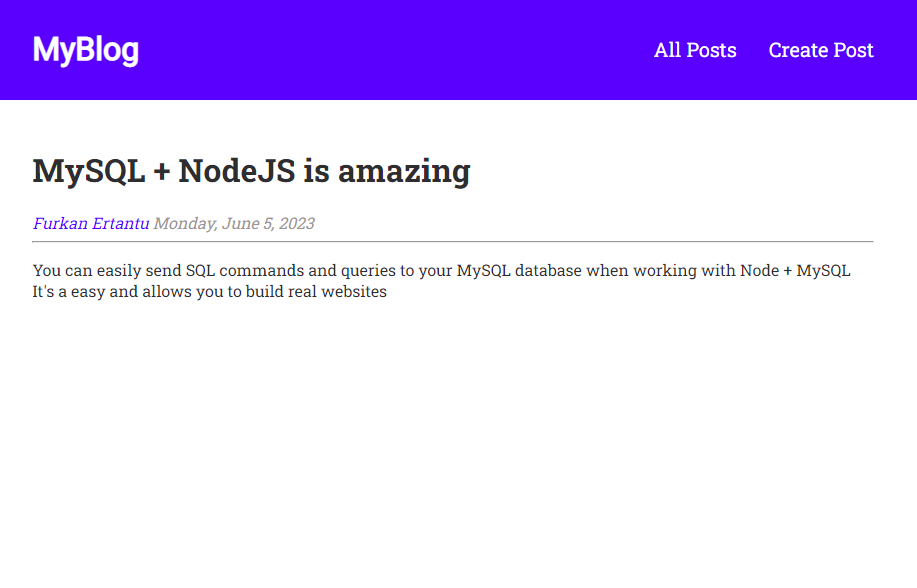 MyBlog
All Posts
Create Post
MySQL + NodeJS is amazing
Furkan Ertantu Monday, June 5, 2023
You can easily send SQL commands and queries to your MySQL database when working with Node + MySQL
It's a easy and allows you to build real websites